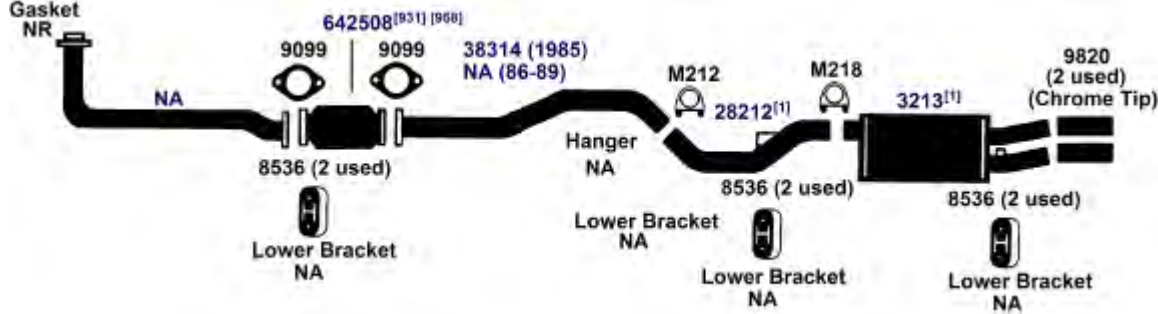 Gasket
NR
642508[931] [968]
9099
9099
38314 (1985)
NA (86-89)
NA
M212
M218
9820
(2 used)
(Chrome Tip)
28212[1]
3213[1]
Hanger
NA
8536 (2 used)
8536 (2 used)
8536 (2 used)
Lower Bracket
NA
Lower Bracket
NA
Lower Bracket
NA
Lower Bracket
NA